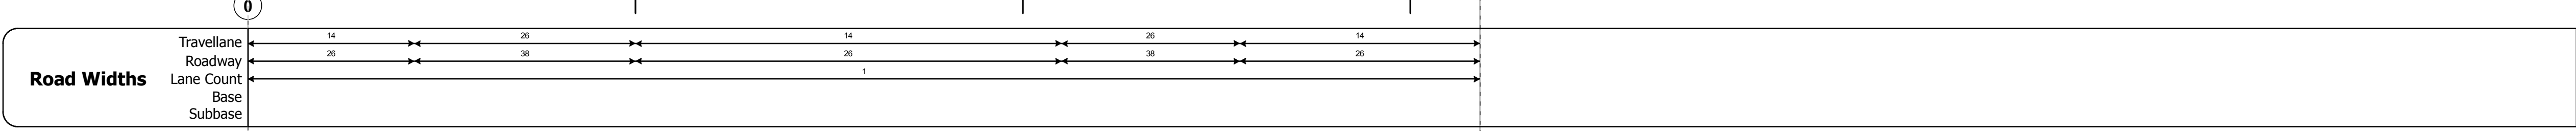 0
Travellane 14 26 14 26 14
Roadway 26 38 26 38 26
Road Widths Lane Count 1
Base
Subbase